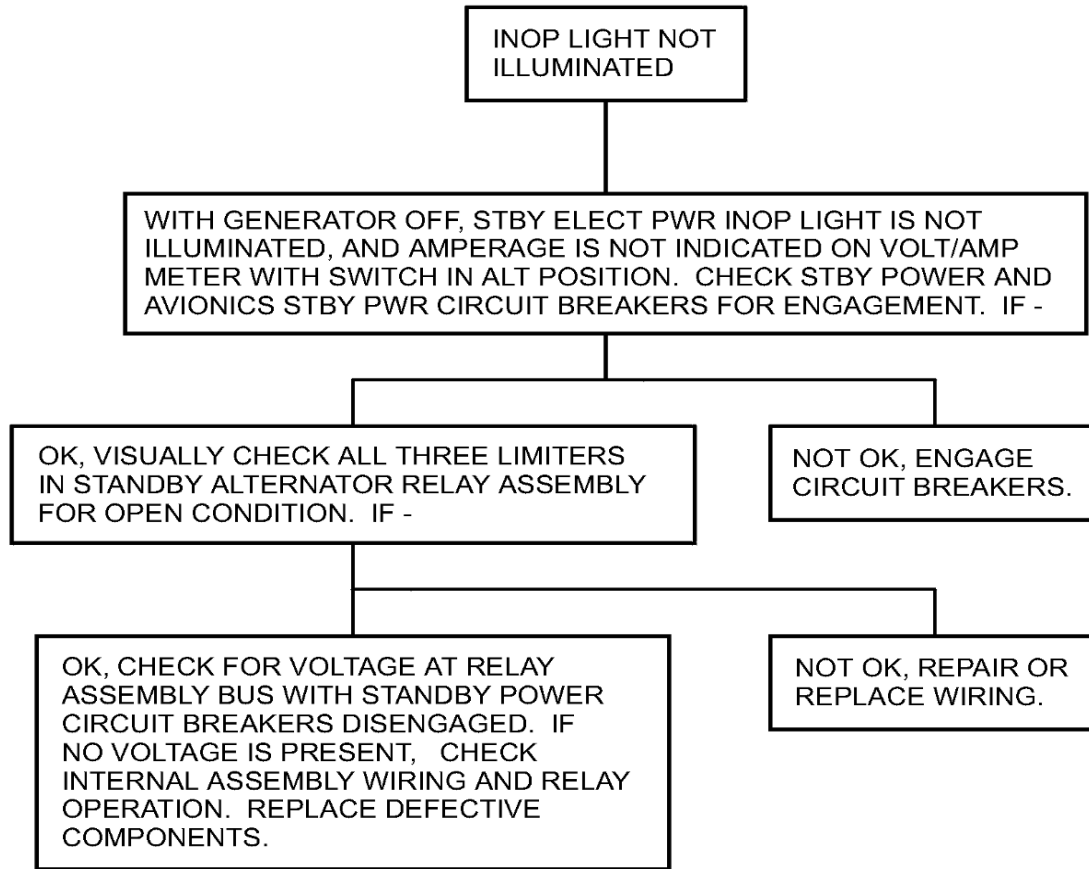 INOP LIGHT NOT
ILLUMINATED
WITH GENERATOR OFF, STBY ELECT PWR INOP LIGHT IS NOT
ILLUMINATED, AND AMPERAGE IS NOT INDICATED ON VOLT/AMP
METER WITH SWITCH IN ALT POSITION. CHECK STBY POWER AND
AVIONICS STBY PWR CIRCUIT BREAKERS FOR ENGAGEMENT. IF -
OK, VISUALLY CHECK ALL THREE LIMITERS
IN STANDBY ALTERNATOR RELAY ASSEMBLY
FOR OPEN CONDITION. IF -
NOT OK, ENGAGE
CIRCUIT BREAKERS.
OK, CHECK FOR VOLTAGE AT RELAY
ASSEMBLY BUS WITH STANDBY POWER
CIRCUIT BREAKERS DISENGAGED. IF
NO VOLTAGE IS PRESENT, CHECK
INTERNAL ASSEMBLY WIRING AND RELAY
OPERATION. REPLACE DEFECTIVE
COMPONENTS.
NOT OK, REPAIR OR
REPLACE WIRING.